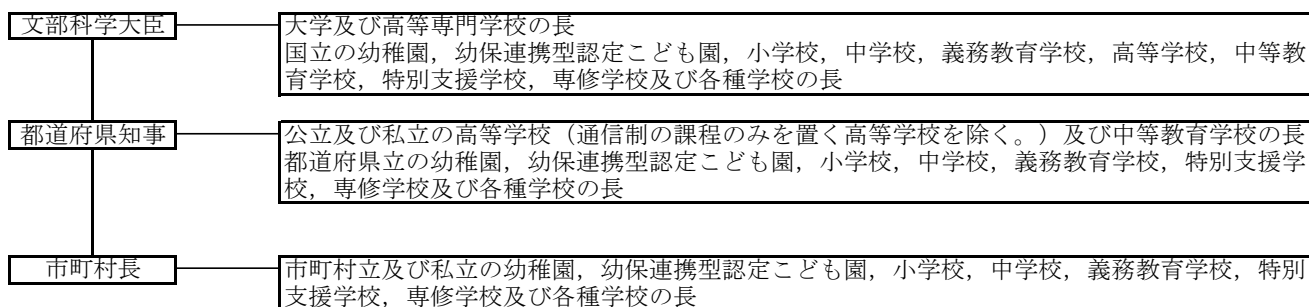 文部科学大臣
大学及び高等専門学校の長
国立の幼稚園，幼保連携型認定こども園，小学校，中学校，義務教育学校，高等学校，中等教
育学校，特別支援学校，専修学校及び各種学校の長
都道府県知事
公立及び私立の高等学校（通信制の課程のみを置く高等学校を除く。）及び中等教育学校の長
都道府県立の幼稚園，幼保連携型認定こども園，小学校，中学校，義務教育学校，特別支援学
校，専修学校及び各種学校の長
市町村長
市町村立及び私立の幼稚園，幼保連携型認定こども園，小学校，中学校，義務教育学校，特別
支援学校，専修学校及び各種学校の長